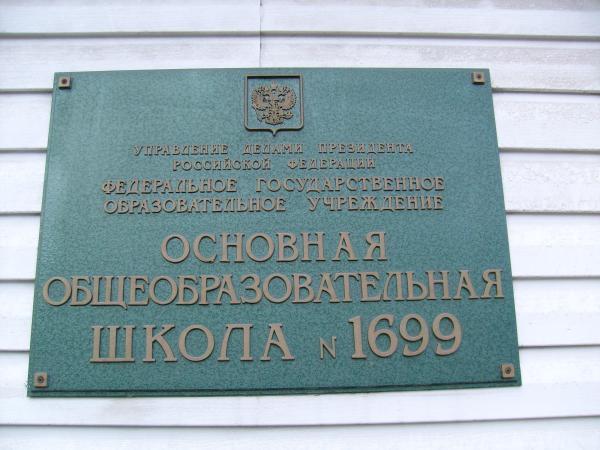 УПРАВЛЕНИЕ ДЕЛАМИ ПРЕЗИДЕНТА
РОССИЙСКОЙ ФЕДЕРАЦИИ
ФЕДЕРАЛЬНОЕ ГОСУДАРСТВЕННОЕ
ОБРАЗОВАТЕЛЬНОЕ УЧРЕЖДЕНИЕ
ОСНОВНАЯ
ОБЩЕОБРАЗОВАТЕЛЬНАЯ
ШКОЛА N 1699